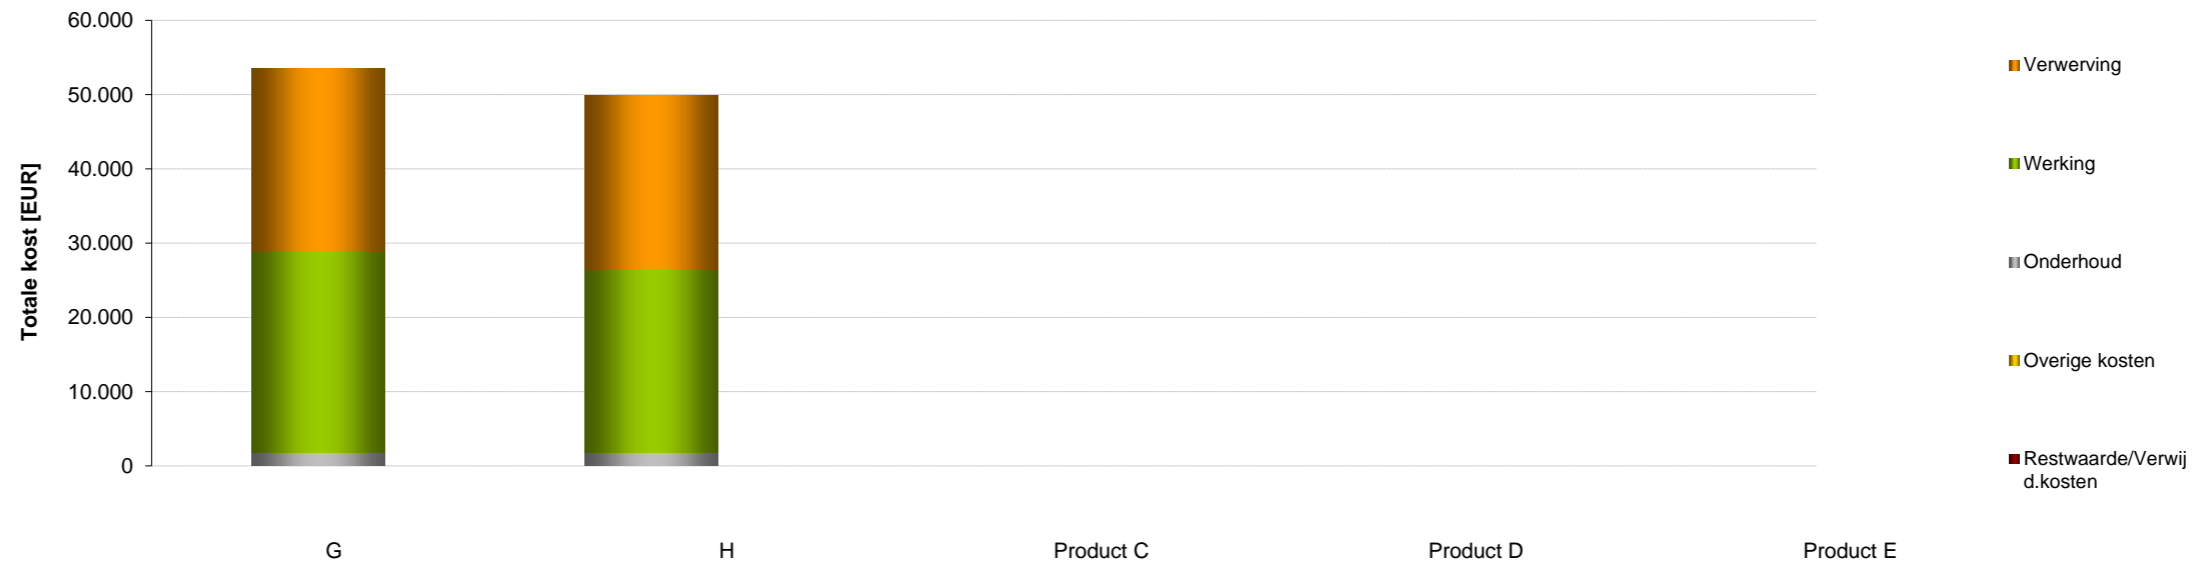 60.000
50.000
40.000
30.000
20.000
10.000
0
Totale kost [EUR]
G
H
Product C
Product D
Product E
Verwerving
Werking
Onderhoud
Overige kosten
Restwaarde/Verwij
d.kosten